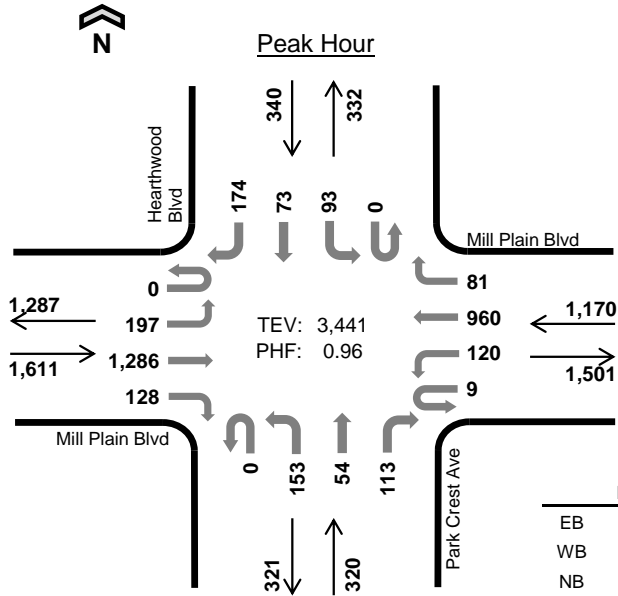 N
Peak Hour
340
332
Hearthwood
Blvd
174
73
93
0
Mill Plain Blvd
0
81
1,287
197
TEV: 3,441
960
1,170
1,611
1,286
PHF: 0.96
120
1,501
128
9
Mill Plain Blvd
0
153
54
113
Park Crest Ave
321
320
EB
WB
NB